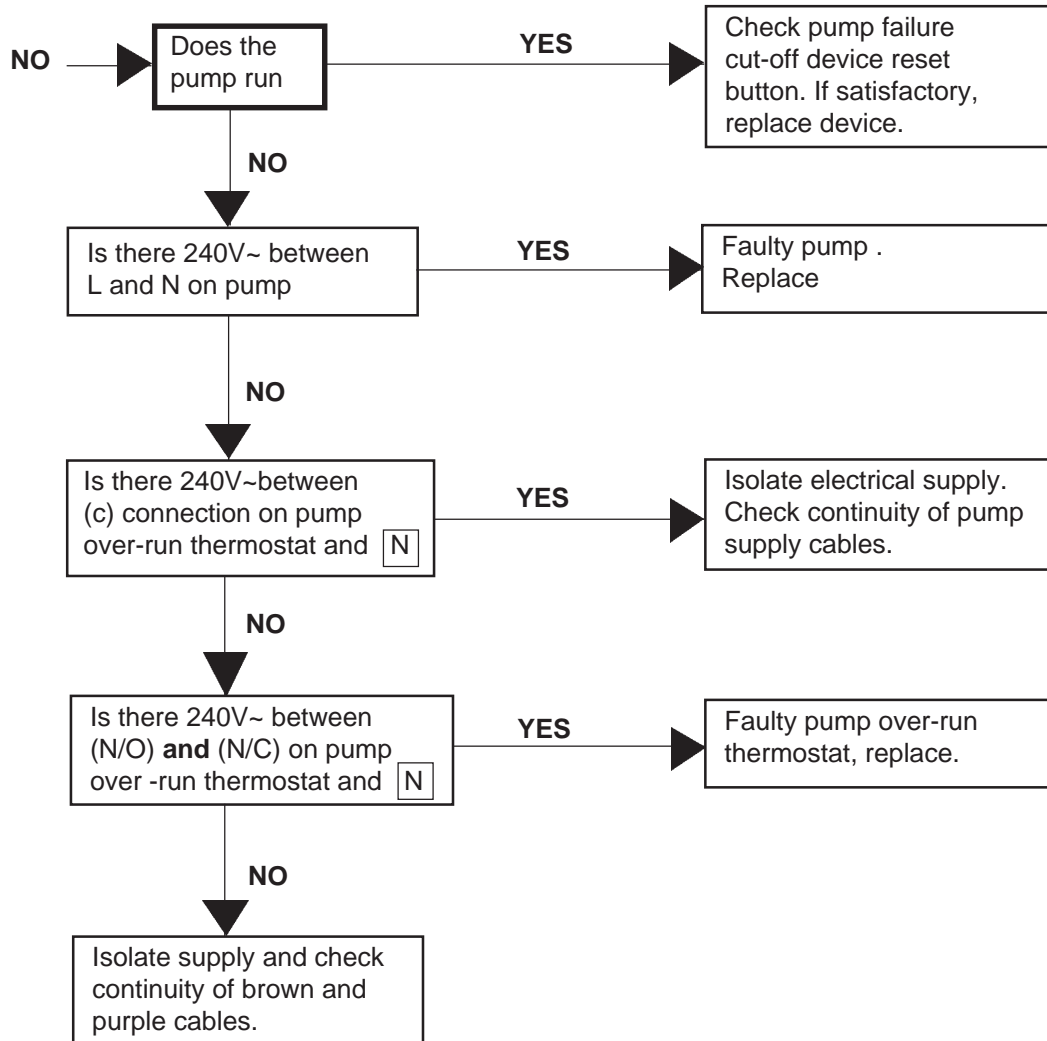 NO
Does the
pump run
YES
Check pump failure
cut-off device reset
button. If satisfactory,
replace device.
NO
Is there 240V~ between
L and N on pump
YES
Faulty pump .
Replace
NO
Is there 240V~between
(c) connection on pump
over-run thermostat and N
YES
Isolate electrical supply.
Check continuity of pump
supply cables.
NO
Is there 240V~ between
(N/O) and (N/C) on pump
over -run thermostat and N
YES
Faulty pump over-run
thermostat, replace.
NO
Isolate supply and check
continuity of brown and
purple cables.